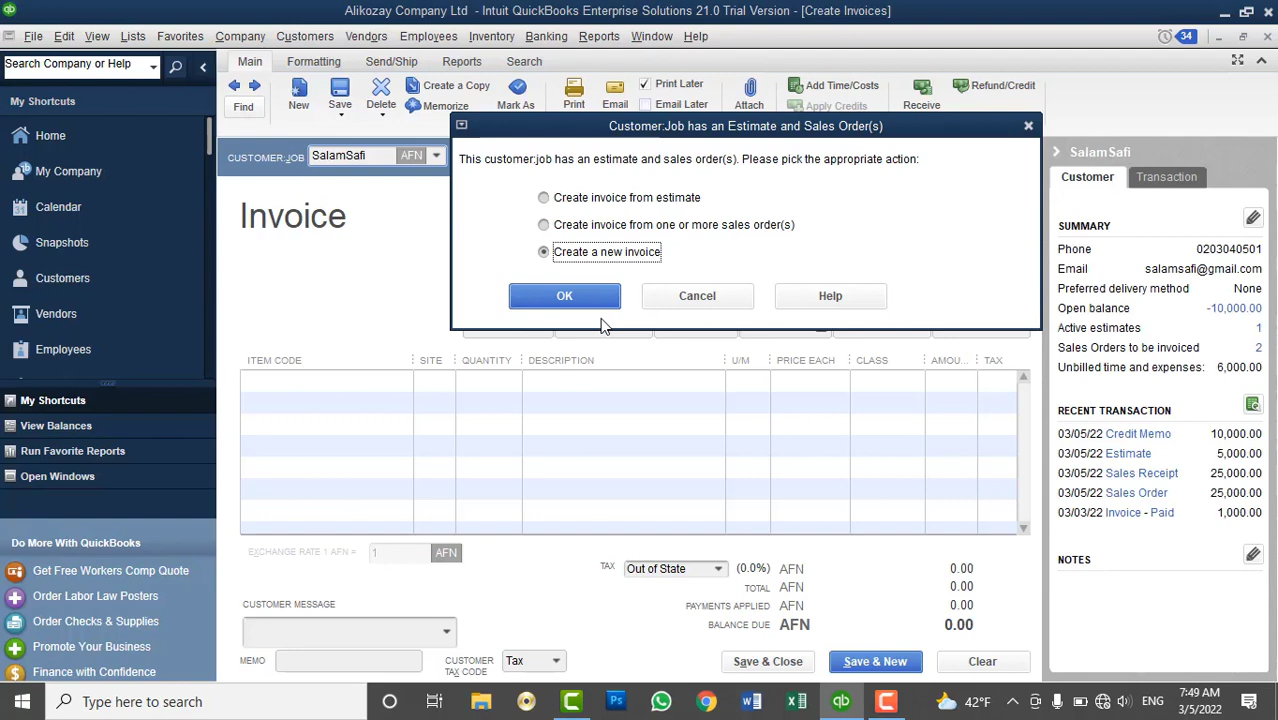 Alikozay Company Ltd - Intuit QuickBooks Enterprise Solutions 21.0 Trial Version - [Create Invoices]
File Edit View Lists Favorites Company Customers Vendors Employees Inventory Banking Reports Window Help 34
Search Company or Help
My Shortcuts
Home
My Company
Calendar
Snapshots
Customers
Vendors
Employees
My Shortcuts
View Balances
Run Favorite Reports
Open Windows
Do More With QuickBooks
Get Free Workers Comp Quote
Order Labor Law Posters
Order Checks & Supplies
Promote Your Business
Finance with Confidence
Main Formatting Send/Ship Reports Search
Find New Save Delete Create a Copy Memorize Mark As Print Email Print Later Email Later Attach Add Time/Costs Apply Credits Receive Refund/Credit
CUSTOMER:JOB SalamSafi AFN
Invoice
Customer:Job has an Estimate and Sales Order(s)
This customer:job has an estimate and sales order(s). Please pick the appropriate action:
Create invoice from estimate
Create invoice from one or more sales order(s)
Create a new invoice
OK Cancel Help
ITEM CODE SITE QUANTITY DESCRIPTION U/M PRICE EACH CLASS AMOU... TAX
EXCHANGE RATE 1 AFN = 1 AFN
TAX Out of State (0.0%) AFN 0.00
TOTAL AFN 0.00
PAYMENTS APPLIED AFN 0.00
BALANCE DUE AFN 0.00
CUSTOMER MESSAGE
MEMO CUSTOMER TAX CODE Tax
Save & Close Save & New Clear
SalamSafi
Customer Transaction
SUMMARY
Phone 0203040501
Email salamsafi@gmail.com
Preferred delivery method None
Open balance -10,000.00
Active estimates 1
Sales Orders to be invoiced 2
Unbilled time and expenses: 6,000.00
RECENT TRANSACTION
03/05/22 Credit Memo 10,000.00
03/05/22 Estimate 5,000.00
03/05/22 Sales Receipt 25,000.00
03/05/22 Sales Order 25,000.00
03/03/22 Invoice - Paid 1,000.00
NOTES
Type here to search
Ps
qb
42°F
ENG
7:49 AM
3/5/2022